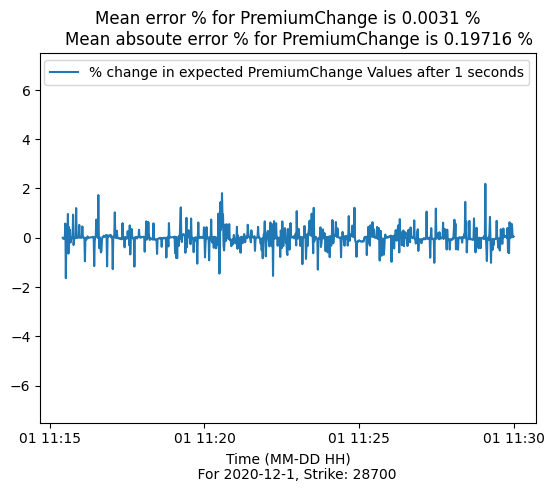 Mean error % for PremiumChange is 0.0031 %
Mean absoute error % for PremiumChange is 0.19716 %
% change in expected PremiumChange Values after 1 seconds
6
4
2
0
−2
−4
−6
01 11:15
01 11:20
01 11:25
01 11:30
Time (MM-DD HH)
For 2020-12-1, Strike: 28700